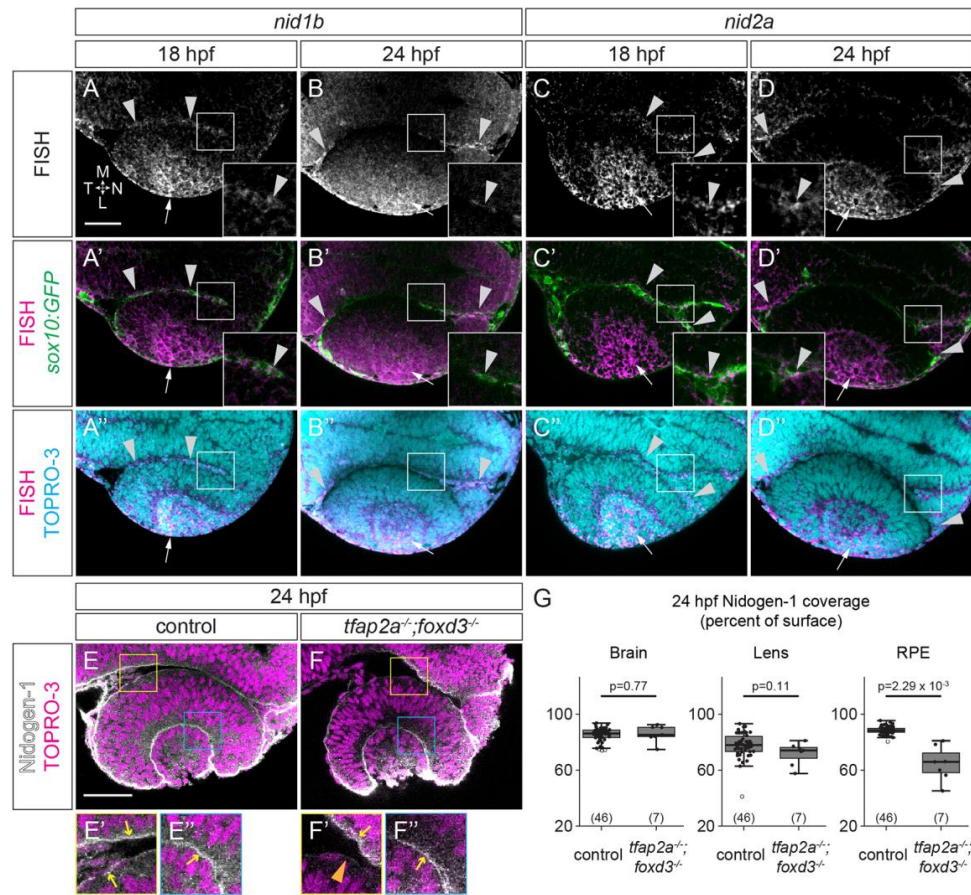 nid1b
nid2a
18 hpf
24 hpf
18 hpf
24 hpf
FISH
A
B
C
D
M
T N
L
FISH
sox10:GFP
A'
B'
C'
D'
FISH
TOPRO-3
A''
B''
C''
D''
24 hpf
control
tfap2a-/-;foxd3-/-
Nidogen-1
TOPRO-3
E
F
E'
E''
F'
F''
G
24 hpf Nidogen-1 coverage
(percent of surface)
Brain
Lens
RPE
p=0.77
p=0.11
p=2.29 x 10-3
100
60
20
(46)
(7)
control
tfap2a-/-;
foxd3-/-
100
60
20
(46)
(7)
control
tfap2a-/-;
foxd3-/-
100
60
20
(46)
(7)
control
tfap2a-/-;
foxd3-/-